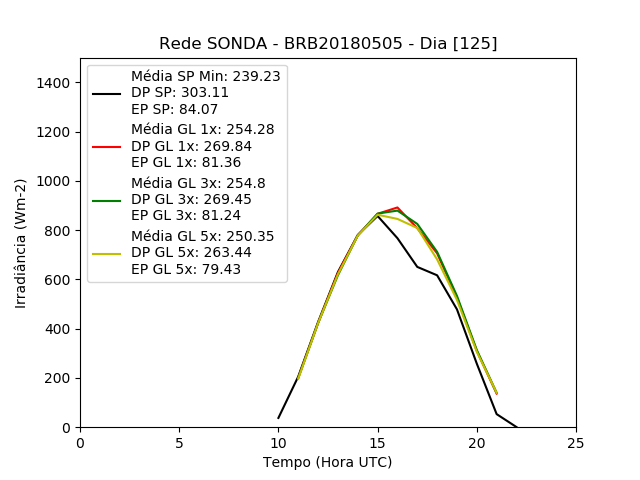 Rede SONDA - BRB20180505 - Dia [125]
Média SP Min: 239.23
DP SP: 303.11
EP SP: 84.07
Média GL 1x: 254.28
DP GL 1x: 269.84
EP GL 1x: 81.36
Média GL 3x: 254.8
DP GL 3x: 269.45
EP GL 3x: 81.24
Média GL 5x: 250.35
DP GL 5x: 263.44
EP GL 5x: 79.43
Irradiância (Wm-2)
1400
1200
1000
800
600
400
200
0
0 5 10 15 20 25
Tempo (Hora UTC)